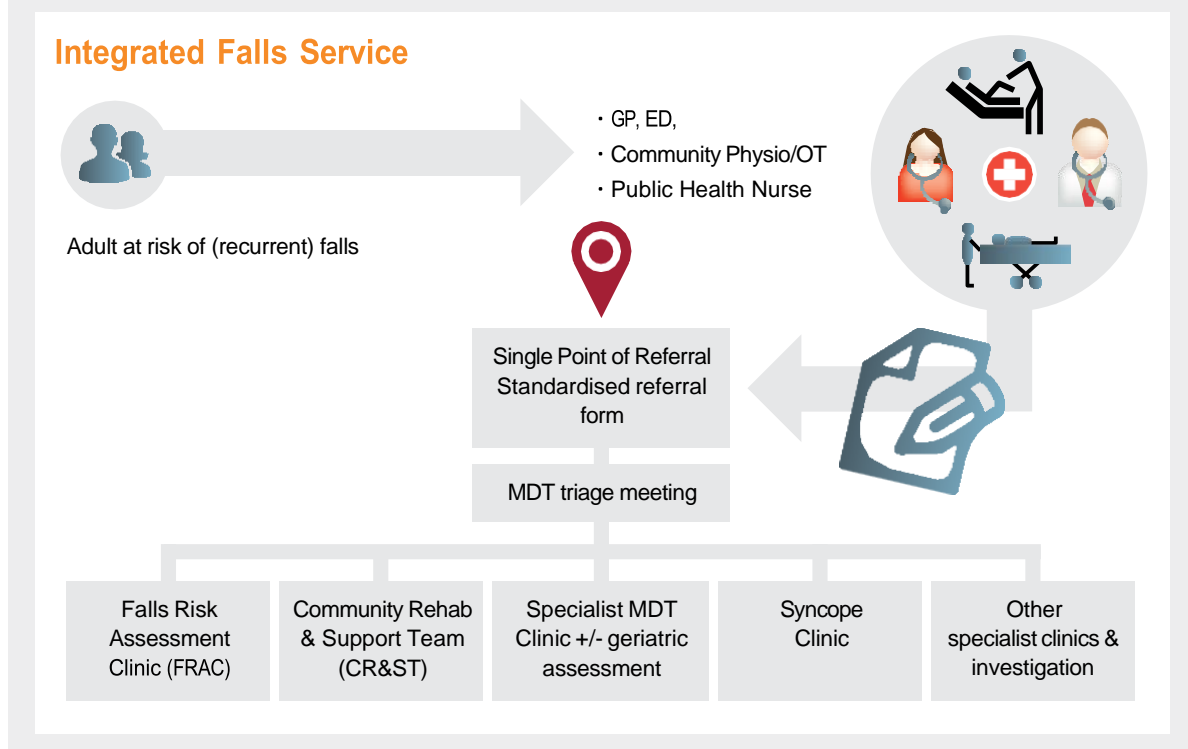 Integrated Falls Service
· GP, ED,
· Community Physio/OT
· Public Health Nurse
Adult at risk of (recurrent) falls
Single Point of Referral
Standardised referral
form
MDT triage meeting
Falls Risk
Assessment
Clinic (FRAC)
Community Rehab
& Support Team
(CR&ST)
Specialist MDT
Clinic +/- geriatric
assessment
Syncope
Clinic
Other
specialist clinics &
investigation